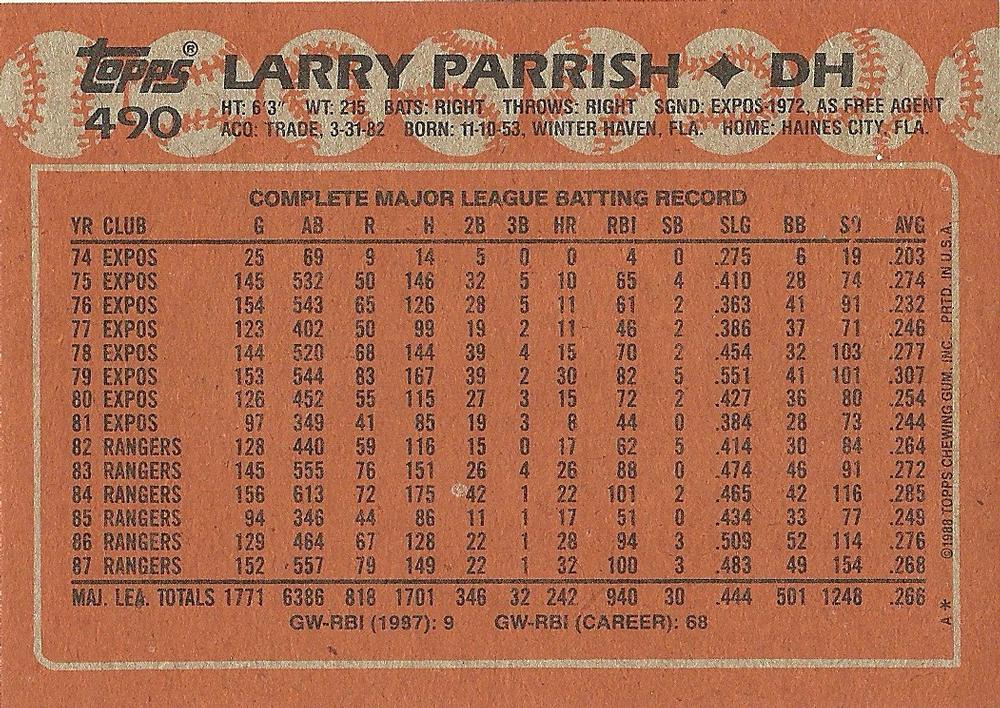 Topps® LARRY PARRISH ✦ DH
490
HT: 6'3" WT: 215 BATS: RIGHT THROWS: RIGHT SGND: EXPOS-1972, AS FREE AGENT
ACQ: TRADE, 3-31-82 BORN: 11-10-53, WINTER HAVEN, FLA. HOME: HAINES CITY, FLA.
COMPLETE MAJOR LEAGUE BATTING RECORD
YR CLUB G AB R H 2B 3B HR RBI SB SLG BB SO AVG
74 EXPOS 25 69 9 14 5 0 0 4 0 .275 6 19 .203
75 EXPOS 145 532 50 146 32 5 10 65 4 .410 28 74 .274
76 EXPOS 154 543 65 126 28 5 11 61 2 .363 41 91 .232
77 EXPOS 123 402 50 99 19 2 11 46 2 .386 37 71 .246
78 EXPOS 144 520 68 144 39 4 15 70 2 .454 32 103 .277
79 EXPOS 153 544 83 167 39 2 30 82 5 .551 41 101 .307
80 EXPOS 126 452 55 115 27 3 15 72 2 .427 36 80 .254
81 EXPOS 97 349 41 85 19 3 8 44 0 .384 28 73 .244
82 RANGERS 128 440 59 116 15 0 17 62 5 .414 30 84 .264
83 RANGERS 145 555 76 151 26 4 26 88 0 .474 46 91 .272
84 RANGERS 156 613 72 175 42 1 22 101 2 .465 42 116 .285
85 RANGERS 94 346 44 86 11 1 17 51 0 .434 33 77 .249
86 RANGERS 129 464 67 128 22 1 28 94 3 .509 52 114 .276
87 RANGERS 152 557 79 149 22 1 32 100 3 .483 49 154 .268
MAJ. LEA. TOTALS 1771 6386 818 1701 346 32 242 940 30 .444 501 1248 .266
GW-RBI (1987): 9 GW-RBI (CAREER): 68
©1988 TOPPS CHEWING GUM, INC. PRTD. IN U.S.A.
A*